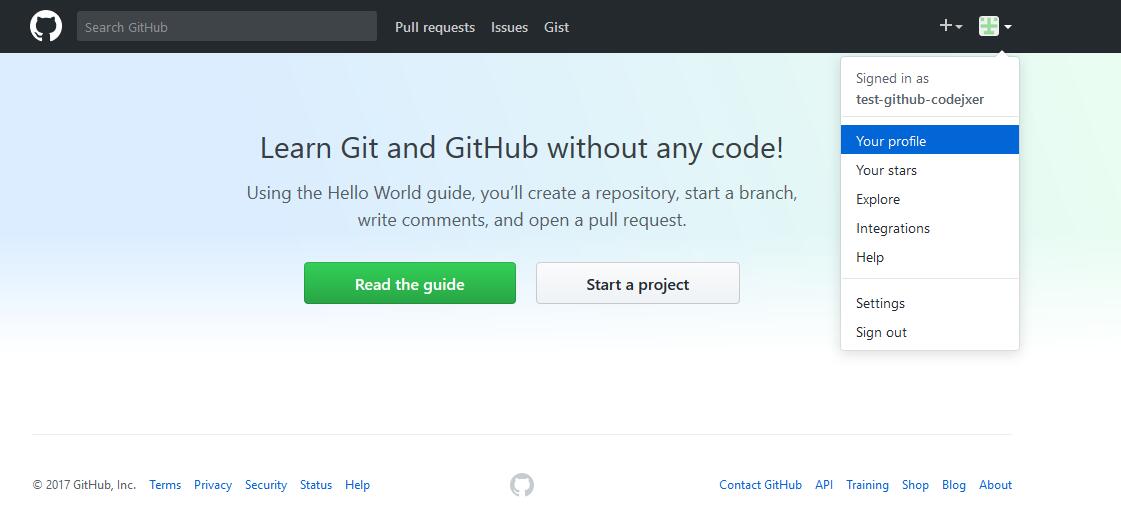 Search GitHub
Pull requests Issues Gist
Signed in as
test-github-codejxer
Your profile
Your stars
Explore
Integrations
Help
Settings
Sign out
Learn Git and GitHub without any code!
Using the Hello World guide, you’ll create a repository, start a branch,
write comments, and open a pull request.
Read the guide Start a project
© 2017 GitHub, Inc. Terms Privacy Security Status Help Contact GitHub API Training Shop Blog About